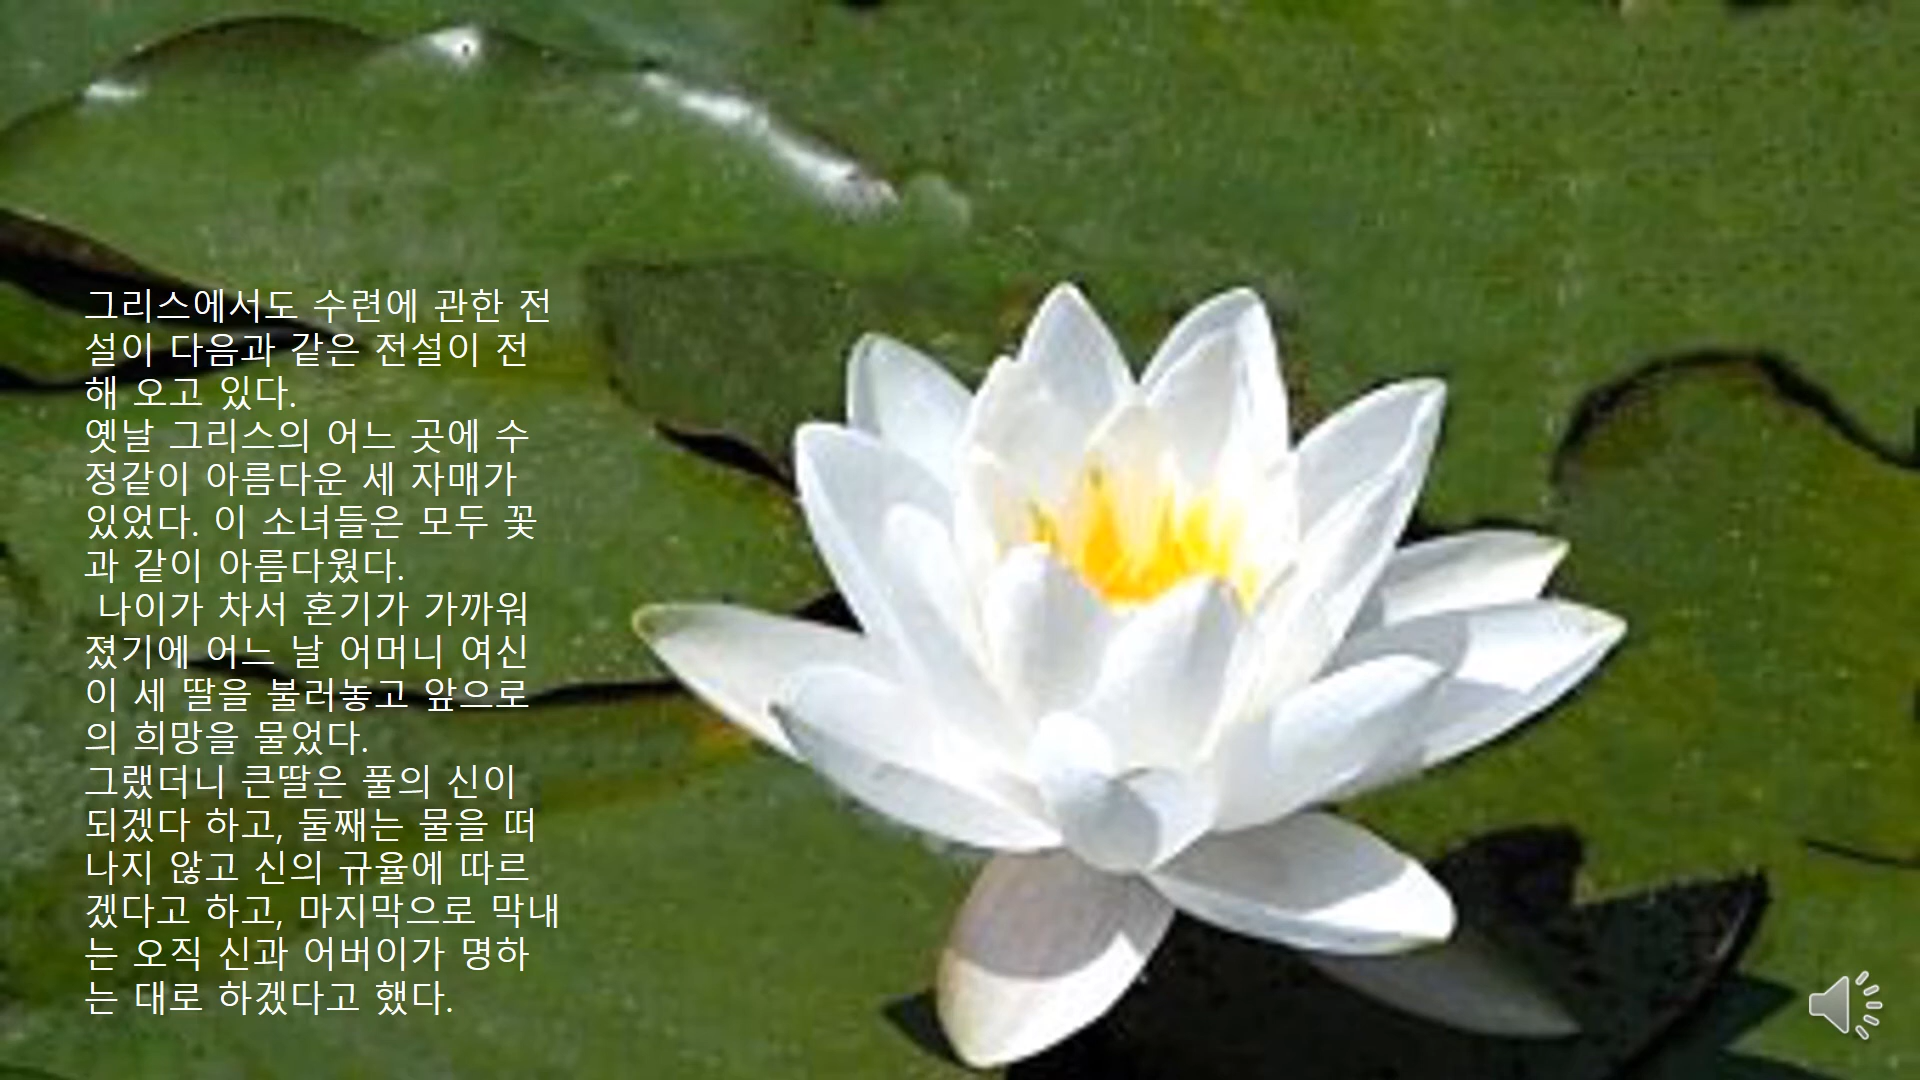 그리스에서도 수련에 관한 전
설이 다음과 같은 전설이 전
해 오고 있다.
옛날 그리스의 어느 곳에 수
정같이 아름다운 세 자매가
있었다. 이 소녀들은 모두 꽃
과 같이 아름다웠다.
나이가 차서 혼기가 가까워
졌기에 어느 날 어머니 여신
이 세 딸을 불러놓고 앞으로
의 희망을 물었다.
그랬더니 큰딸은 풀의 신이
되겠다 하고, 둘째는 물을 떠
나지 않고 신의 규율에 따르
겠다고 하고, 마지막으로 막내
는 오직 신과 어버이가 명하
는 대로 하겠다고 했다.